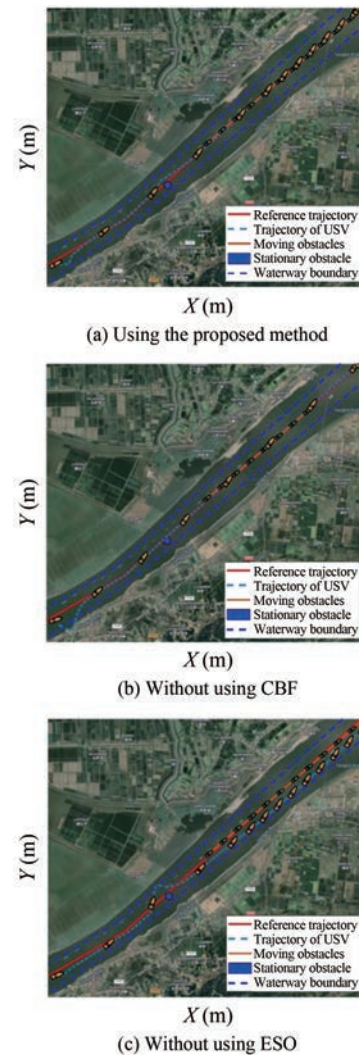 Y (m)
Reference trajectory
Trajectory of USV
Moving obstacles
Stationary obstacle
Waterway boundary
X (m)
(a) Using the proposed method
Y (m)
Reference trajectory
Trajectory of USV
Moving obstacles
Stationary obstacle
Waterway boundary
X (m)
(b) Without using CBF
Y (m)
Reference trajectory
Trajectory of USV
Moving obstacles
Stationary obstacle
Waterway boundary
X (m)
(c) Without using ESO